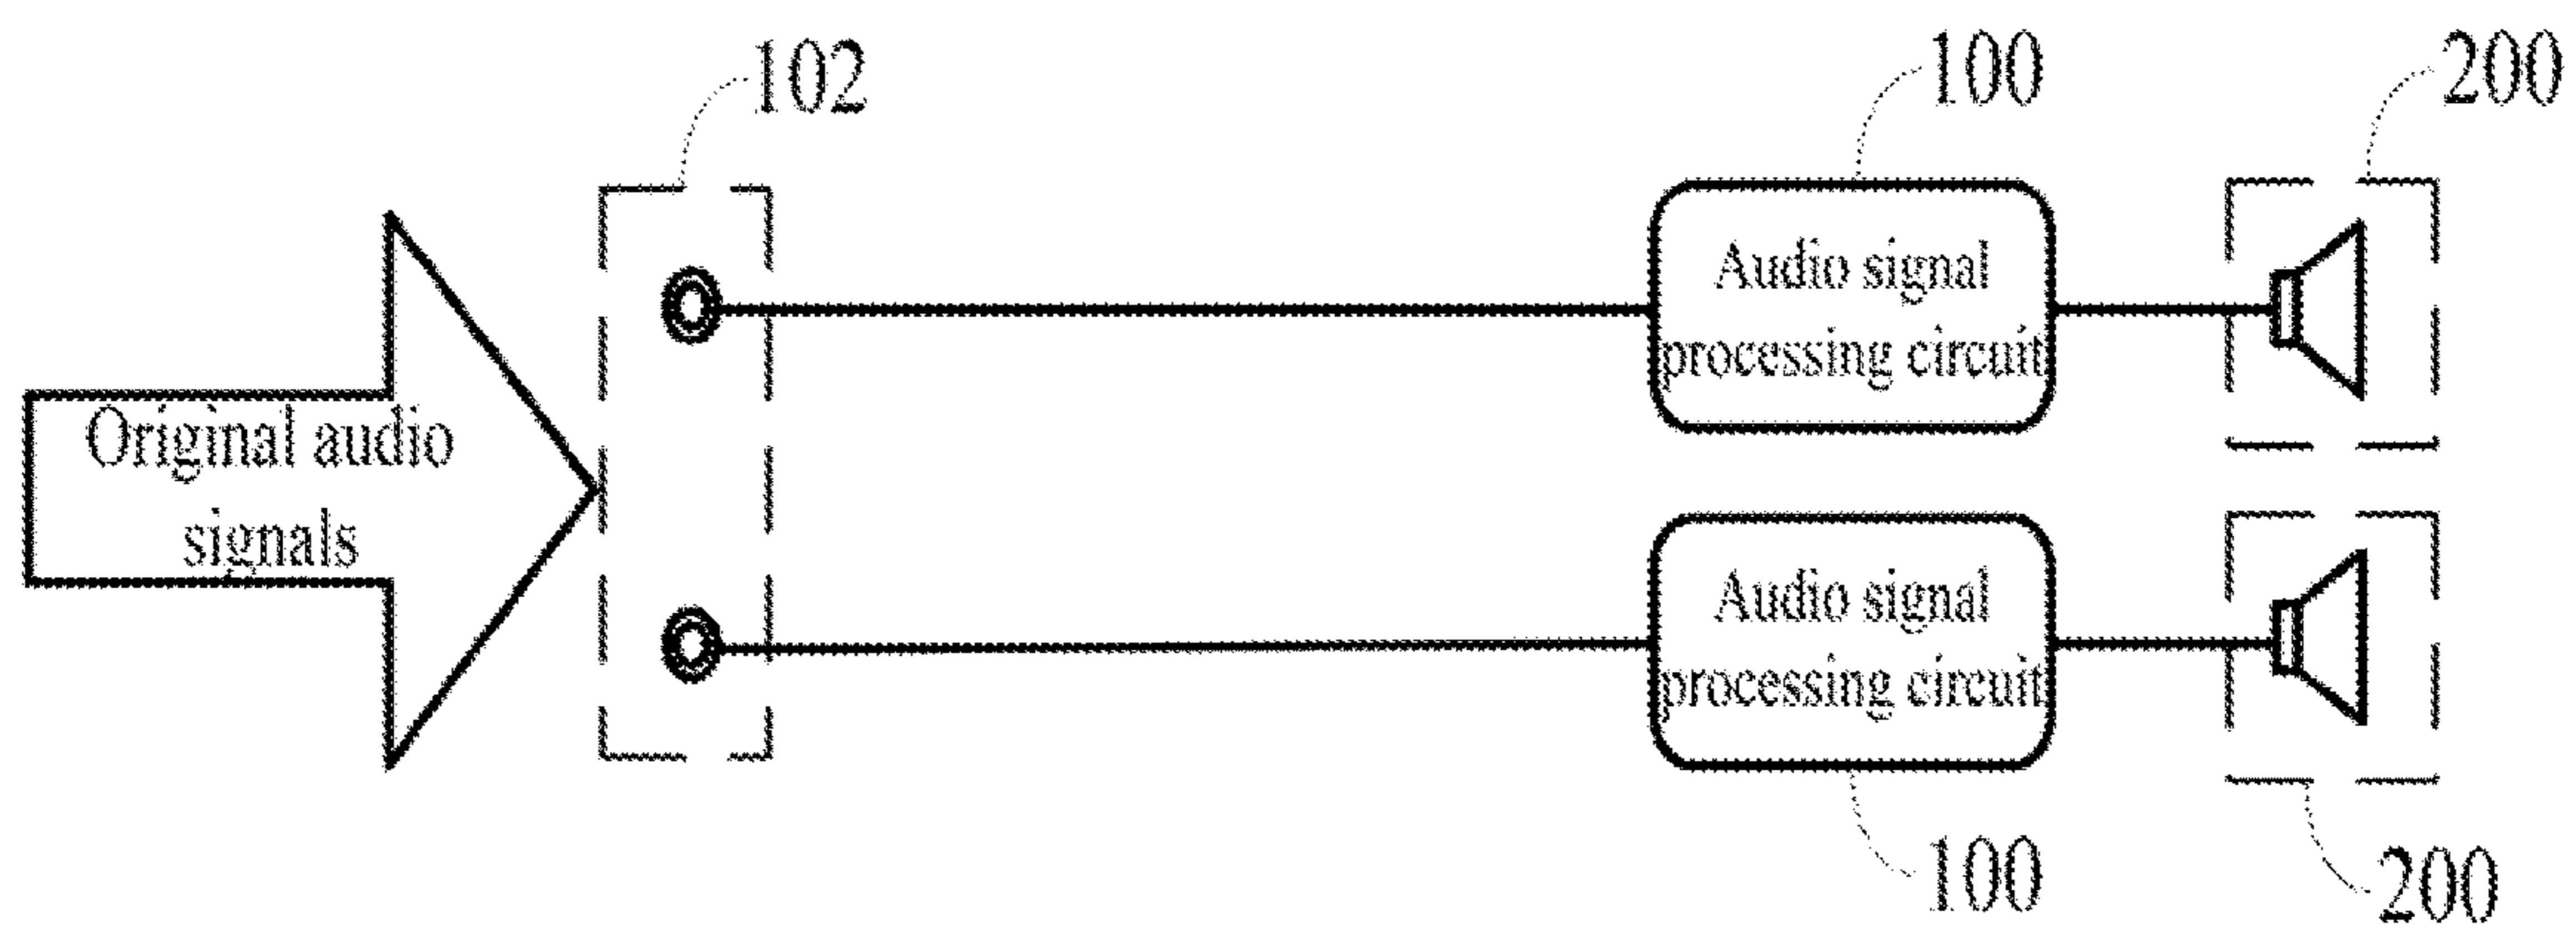 102
100
200
Original audio
signals
Audio signal
processing circuit
Audio signal
processing circuit
100
200